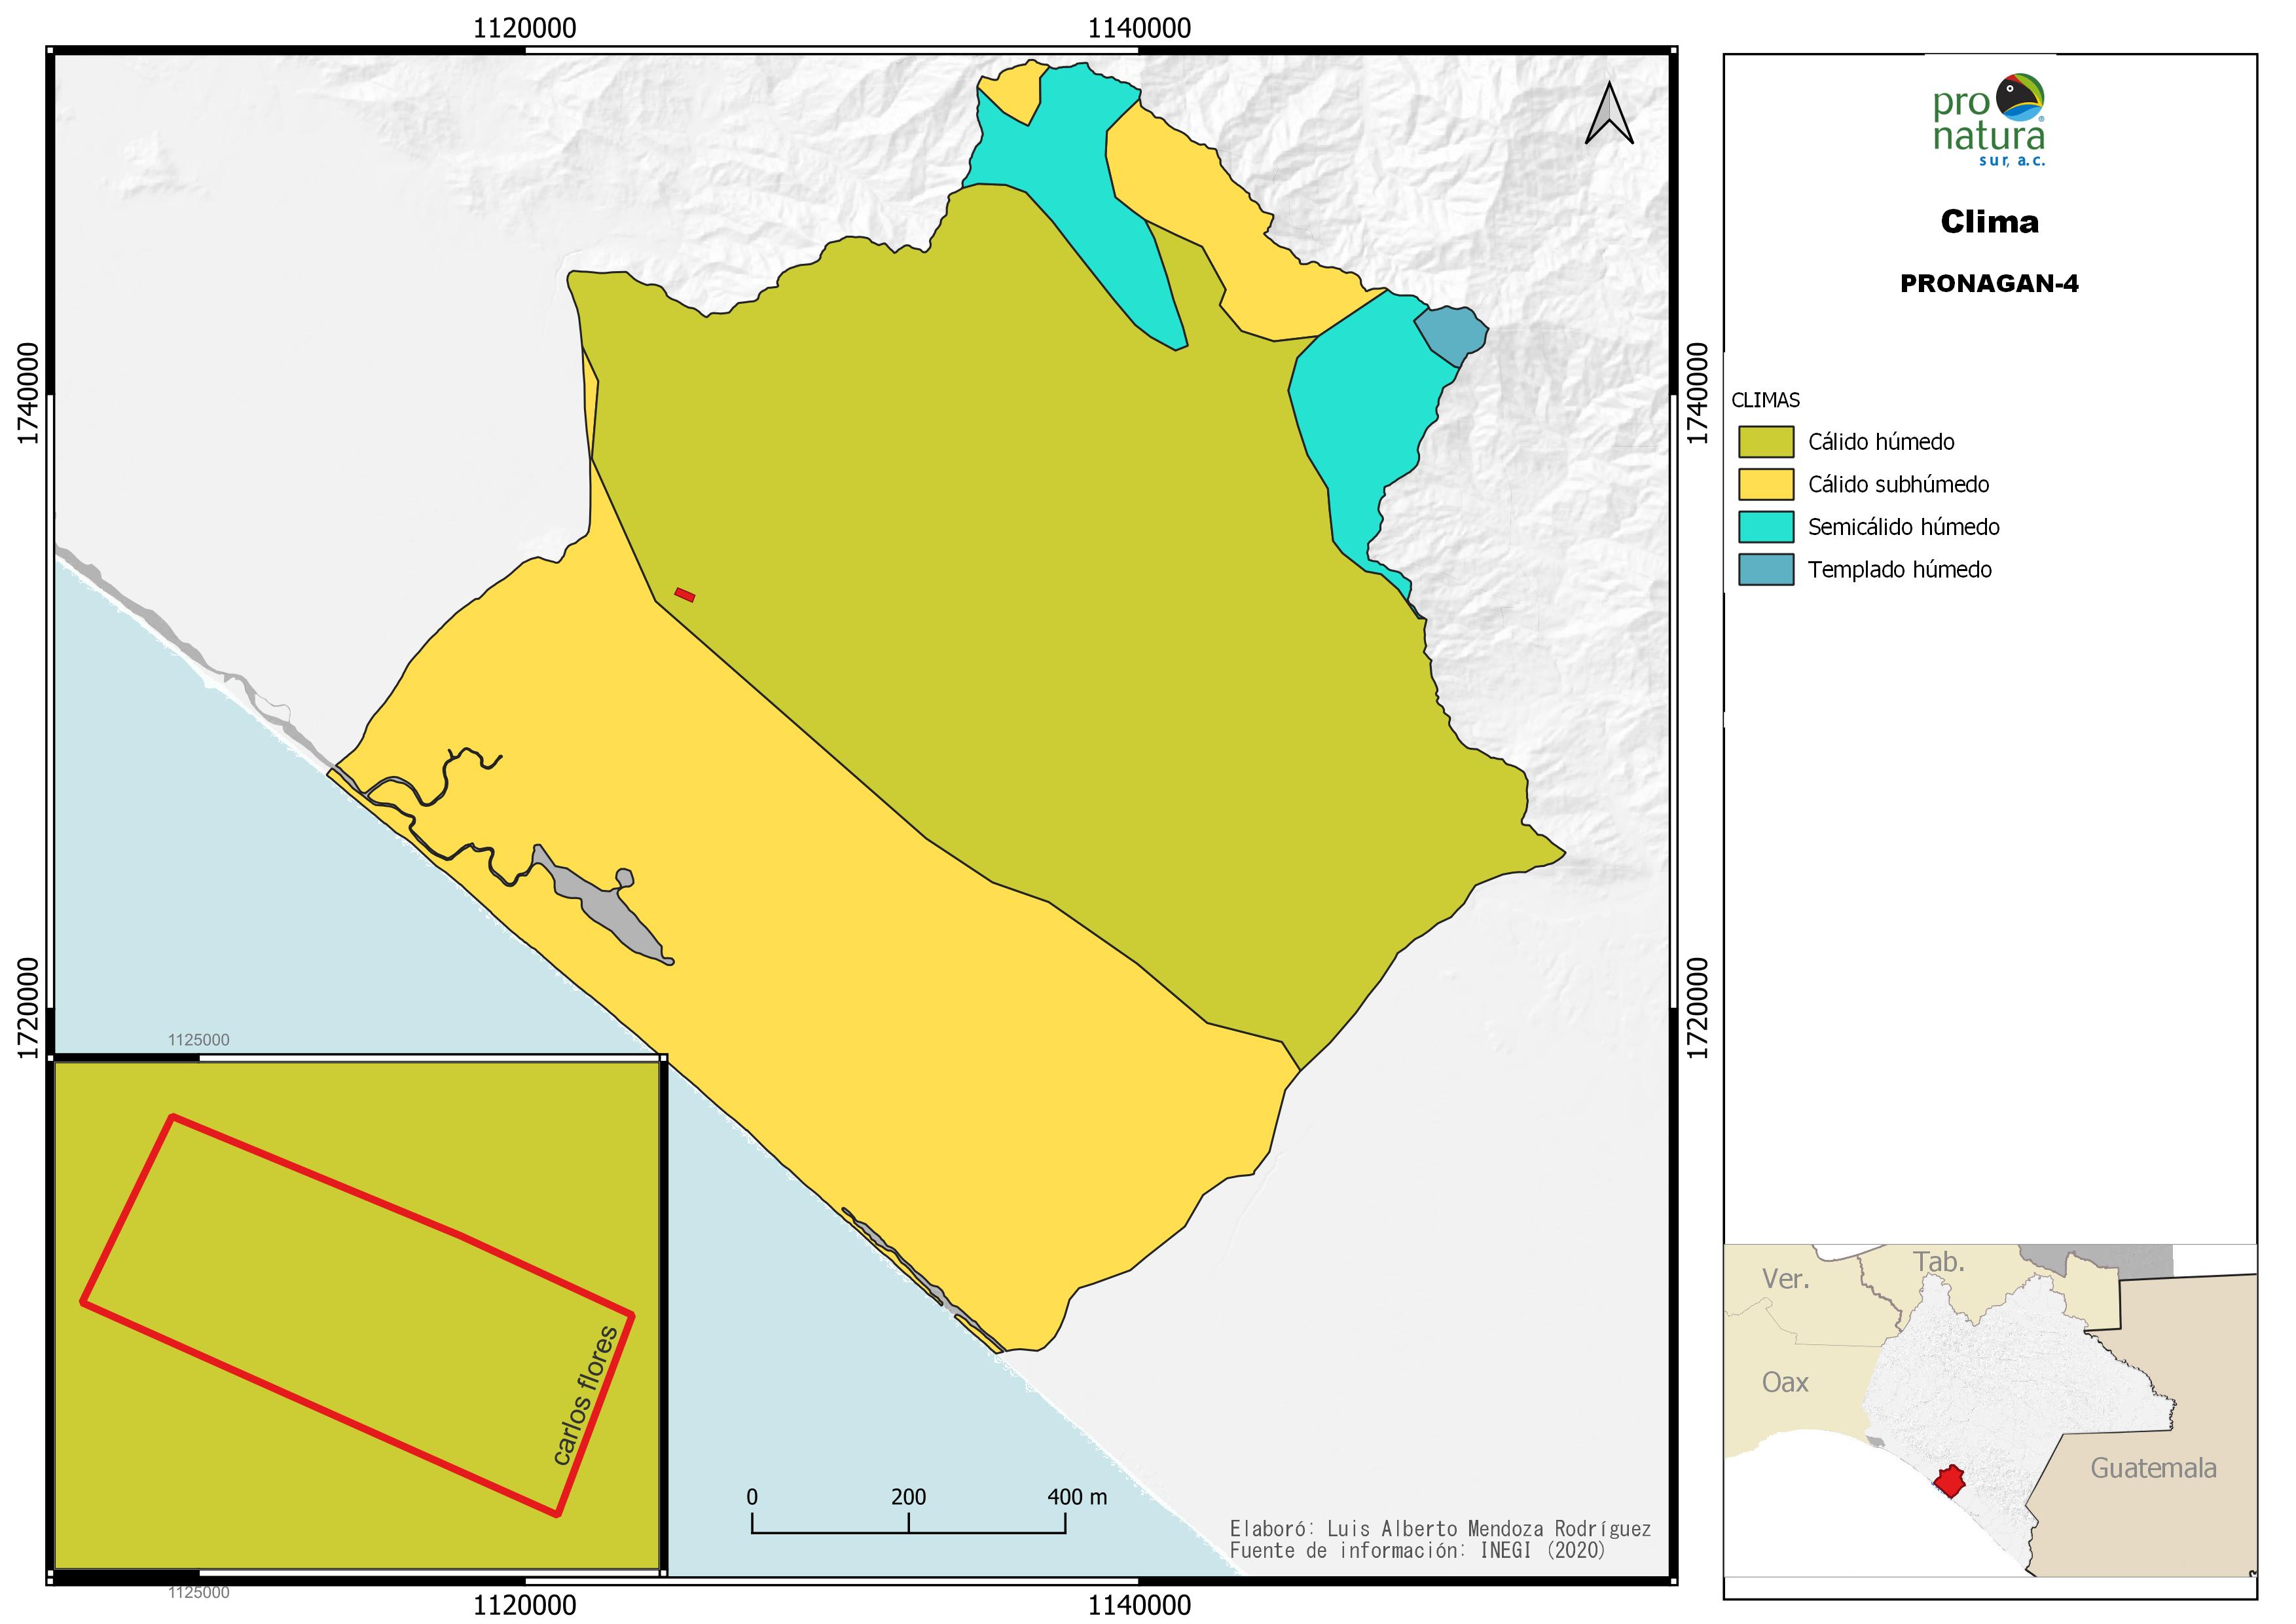 1120000
1140000
1740000
1740000
1720000
1720000
1125000
1125000
carlos flores
0
200
400 m
Elaboró: Luis Alberto Mendoza Rodríguez
Fuente de información: INEGI (2020)
1120000
1140000
pro
natura
sur, a.c.
Clima
PRONAGAN-4
CLIMAS
Cálido húmedo
Cálido subhúmedo
Semicálido húmedo
Templado húmedo
Ver.
Tab.
Oax
Guatemala